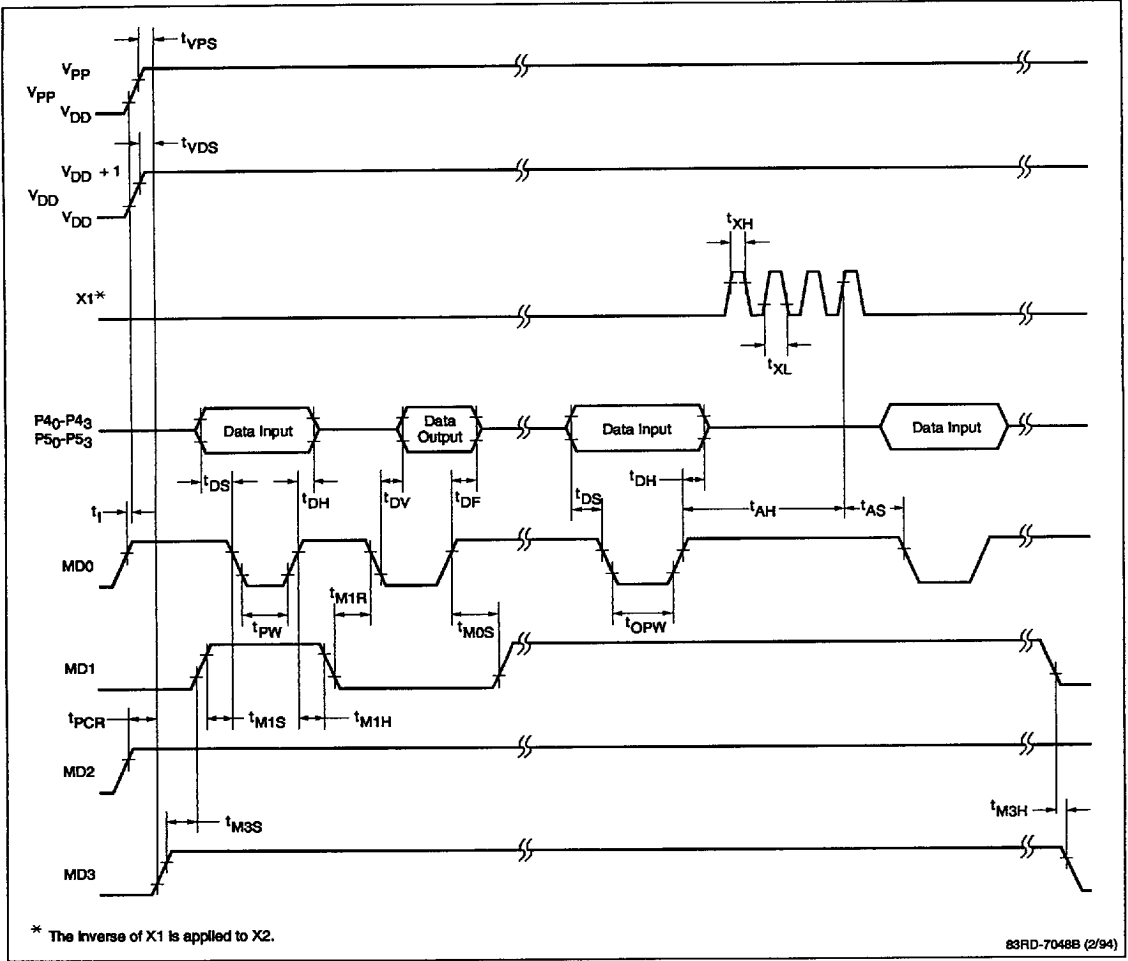 tVPS
VPP
VPP
VDD
tVDS
VDD +1
VDD
VDD
tXH
X1*
tXL
P40-P43
P50-P53
Data Input
Data Output
Data Input
Data Input
tDS
tDH
tDV
tDF
tDS
tDH
tAH
tAS
tI
MD0
tPW
tM1R
tM0S
tOPW
MD1
tPCR
tM1S
tM1H
MD2
tM3S
tM3H
MD3
* The Inverse of X1 is applied to X2.
83RD-7048B (2/94)